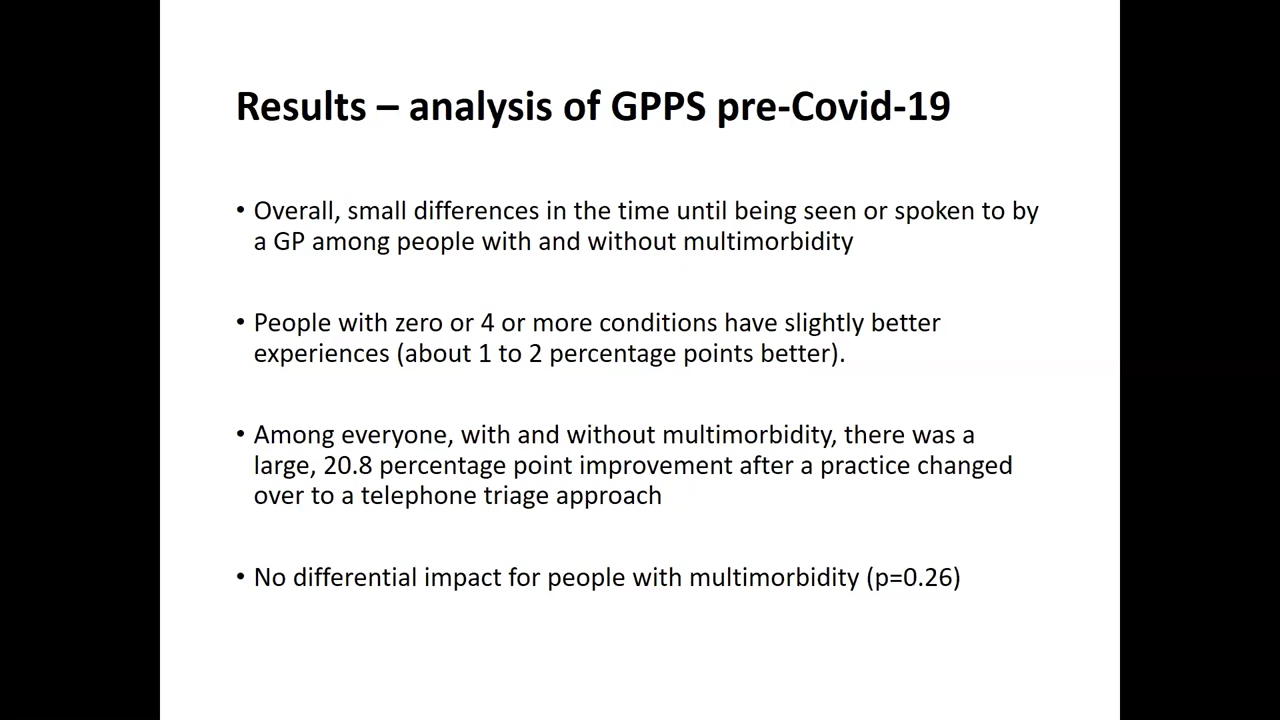 Results – analysis of GPPS pre-Covid-19
• Overall, small differences in the time until being seen or spoken to by
a GP among people with and without multimorbidity
• People with zero or 4 or more conditions have slightly better
experiences (about 1 to 2 percentage points better).
• Among everyone, with and without multimorbidity, there was a
large, 20.8 percentage point improvement after a practice changed
over to a telephone triage approach
• No differential impact for people with multimorbidity (p=0.26)